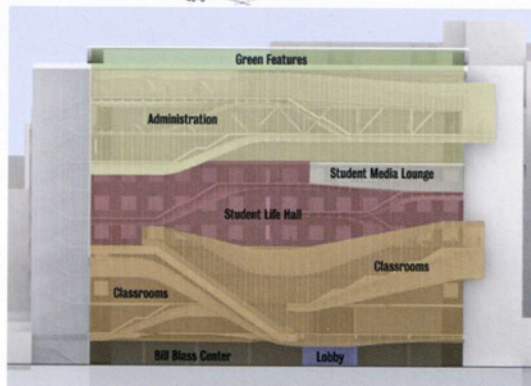 Green Features
Administration
Student Media Lounge
Student Life Hall
Classrooms
Classrooms
Bill Blass Center
Lobby